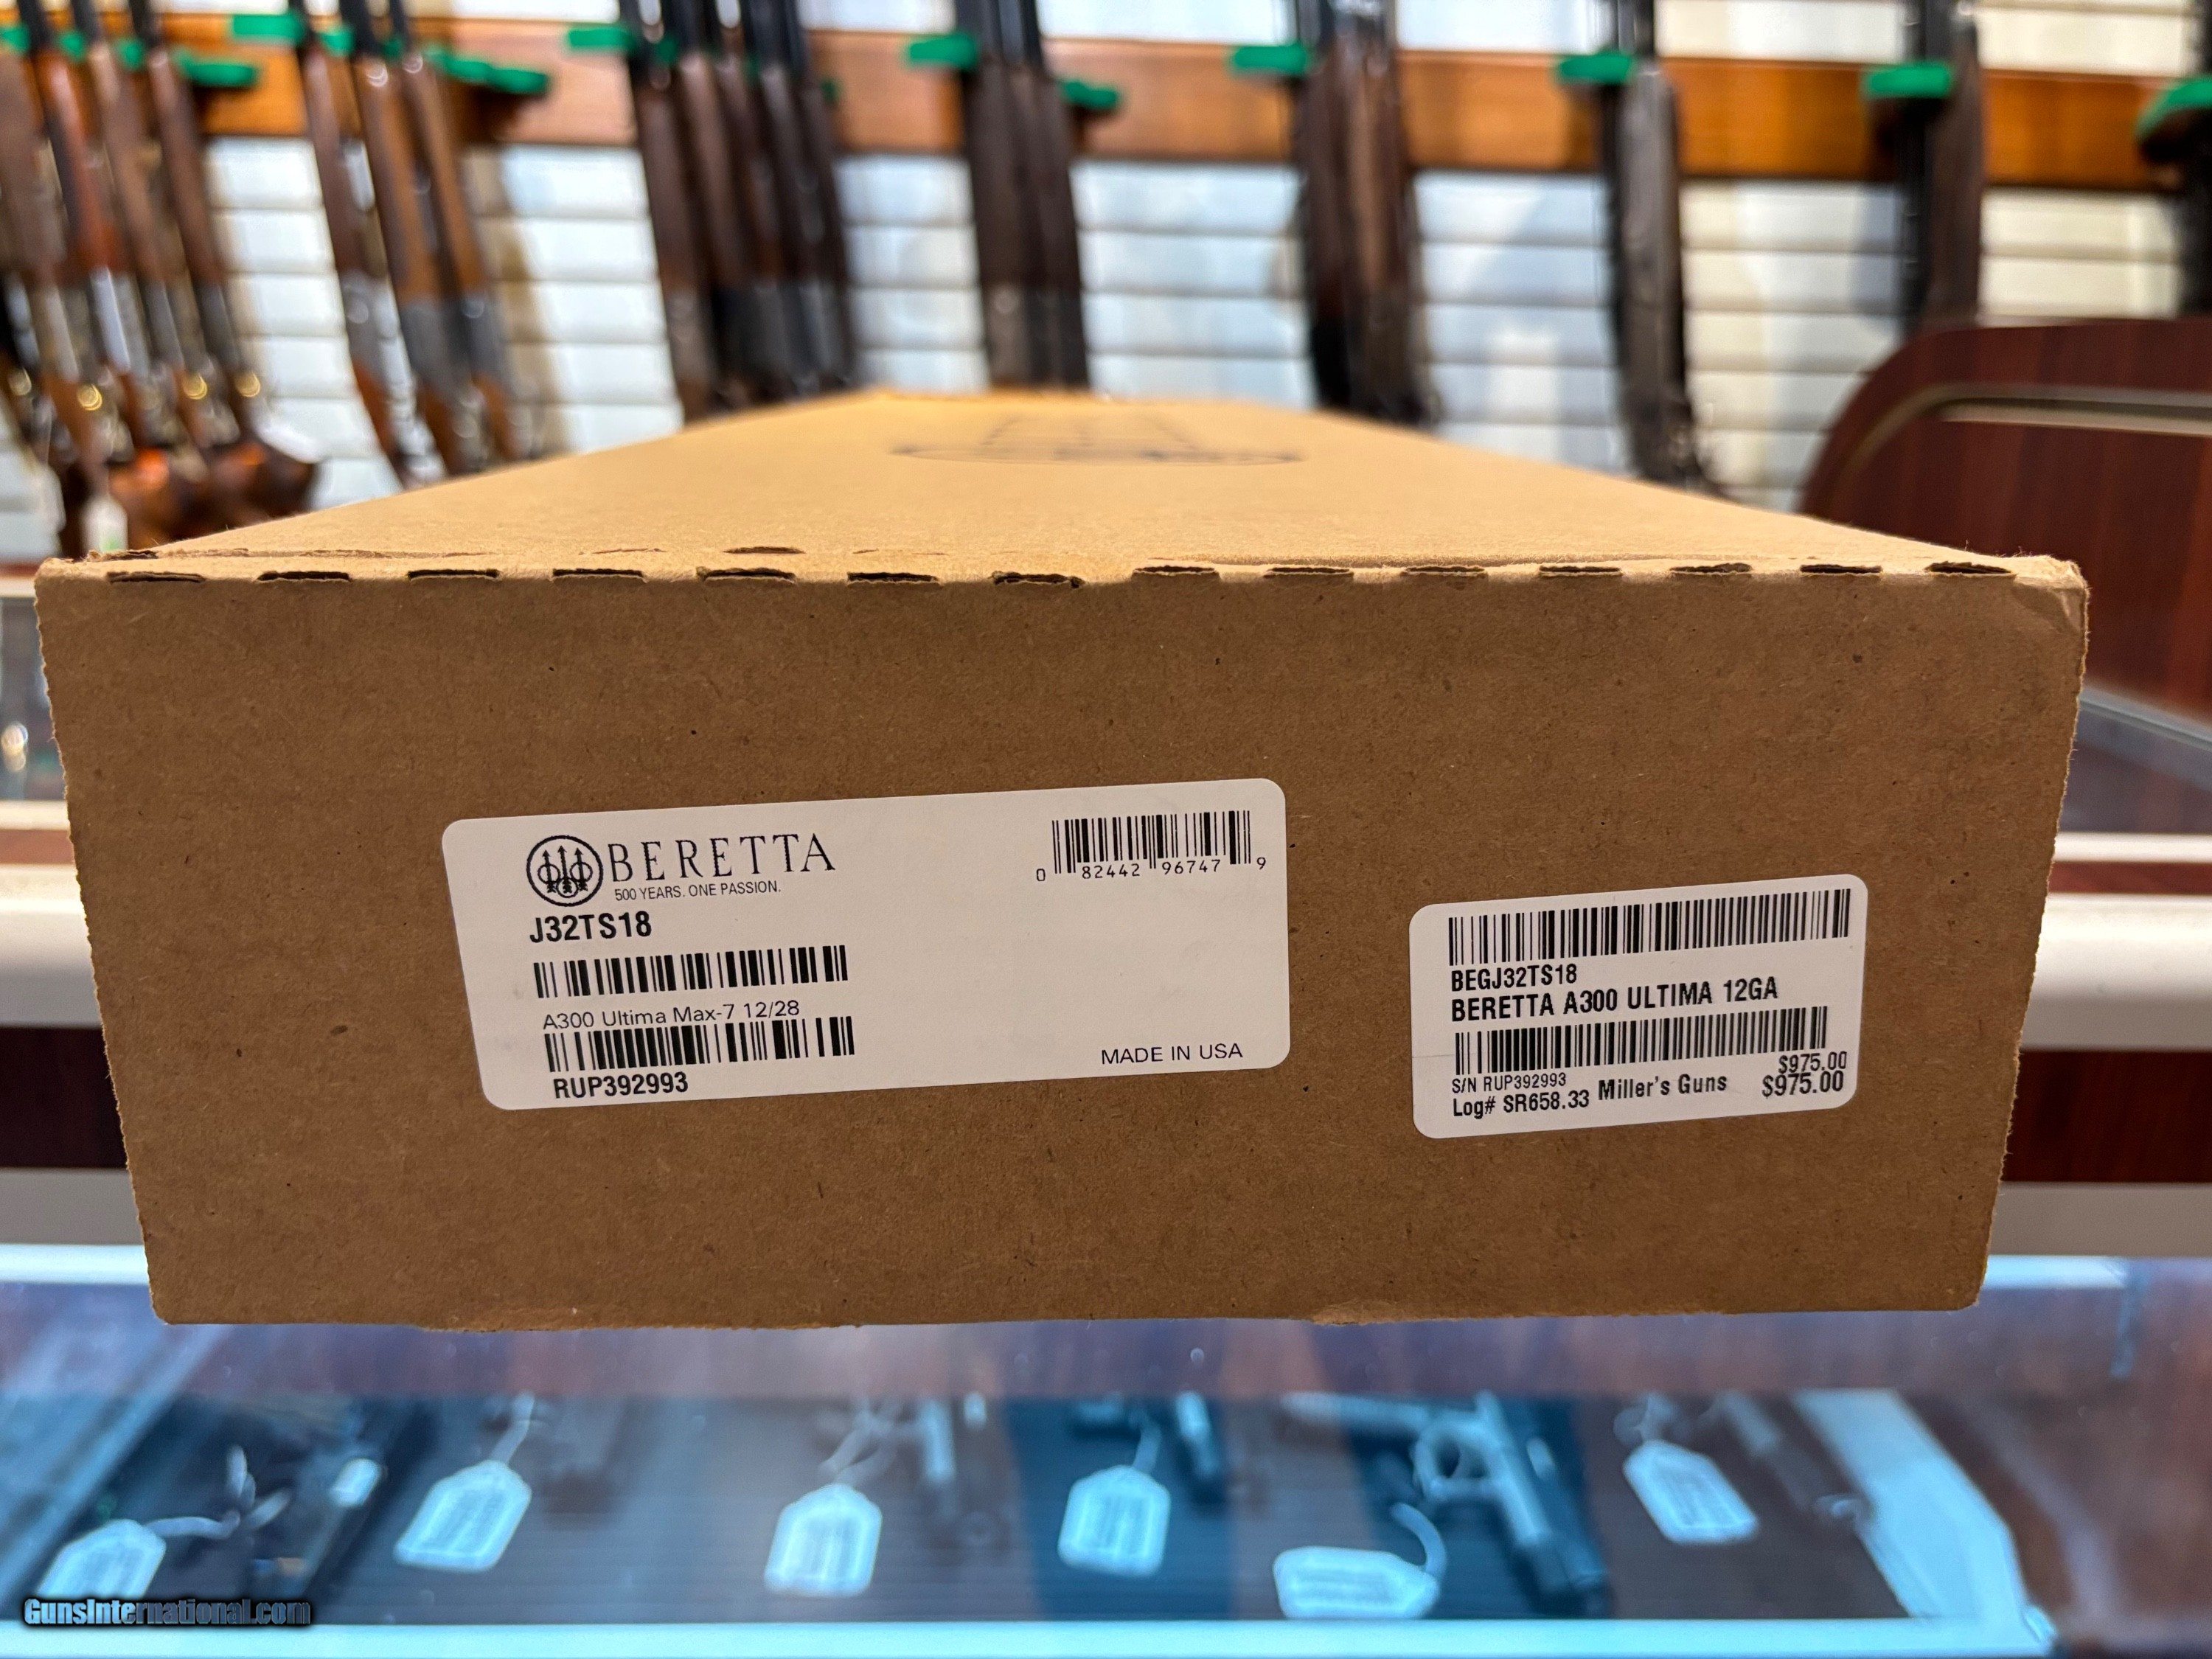 BERETTA
500 YEARS. ONE PASSION.
0 82442 96747 9
J32TS18
A300 Ultima Max-7 12/28
RUP392993
MADE IN USA
BEGJ32TS18
BERETTA A300 ULTIMA 12GA
$975.00
S/N RUP392993
Log# SR658.33 Miller's Guns $975.00
GunsInternational.com